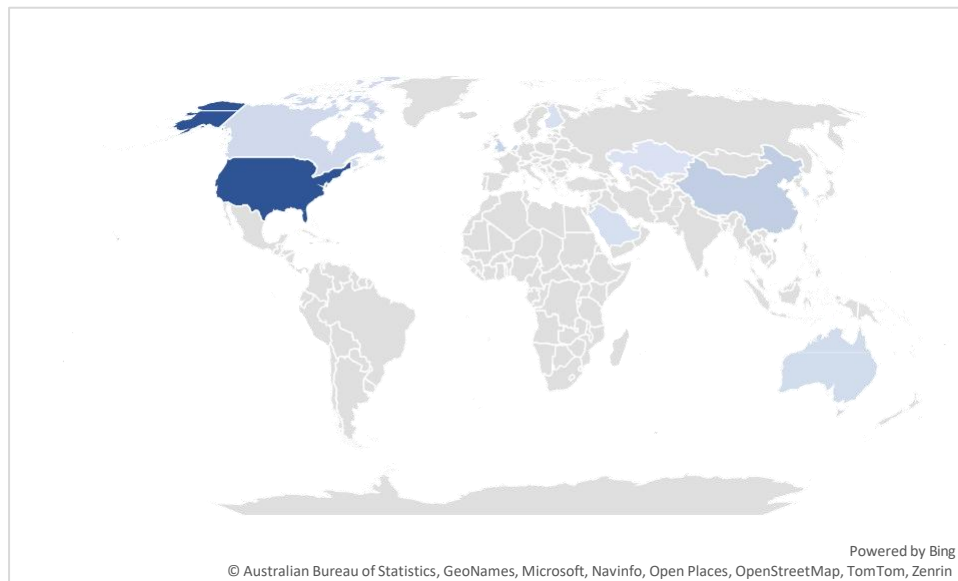 Powered by Bing
© Australian Bureau of Statistics, GeoNames, Microsoft, Navinfo, Open Places, OpenStreetMap, TomTom, Zenrin